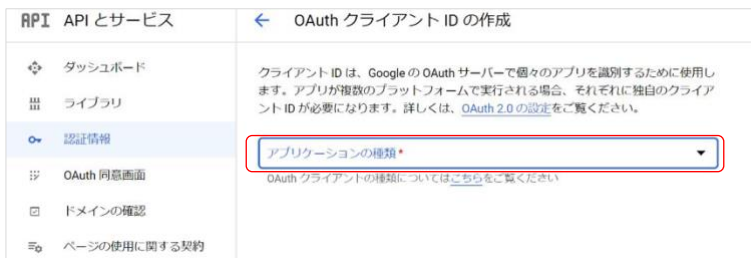 API APIとサービス
← OAuth クライアント ID の作成
ダッシュボード
ライブラリ
認証情報
OAuth 同意画面
ドメインの確認
ページの使用に関する契約
クライアント ID は、Google の OAuth サーバーで個々のアプリを識別するために使用し
ます。アプリが複数のプラットフォームで実行される場合、それぞれに独自のクライア
ント ID が必要になります。詳しくは、OAuth 2.0 の設定をご覧ください。
アプリケーションの種類 *
OAuth クライアントの種類についてはこちらをご覧ください